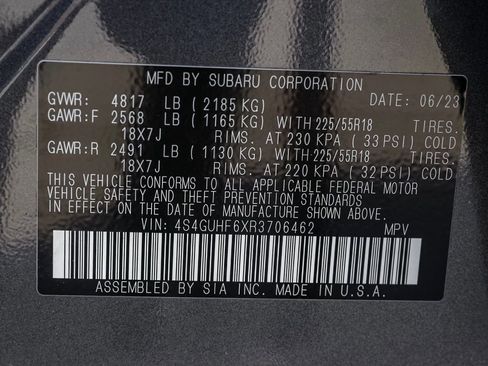 MFD BY SUBARU CORPORATION
GVWR: 4817 LB (2185 KG) DATE: 06/23
GAWR:F 2568 LB (1165 KG) WITH 225/55R18 TIRES.
18X7J RIMS. AT 230 KPA (33 PSI) COLD
GAWR:R 2491 LB (1130 KG) WITH 225/55R18 TIRES.
18X7J RIMS. AT 220 KPA (32 PSI) COLD
THIS VEHICLE CONFORMS TO ALL APPLICABLE FEDERAL MOTOR
VEHICLE SAFETY AND THEFT PREVENTION STANDARDS
IN EFFECT ON THE DATE OF MANUFACTURE SHOWN ABOVE.
VIN: 4S4GUHF6XR3706462 MPV
ASSEMBLED BY SIA INC. MADE IN U.S.A.